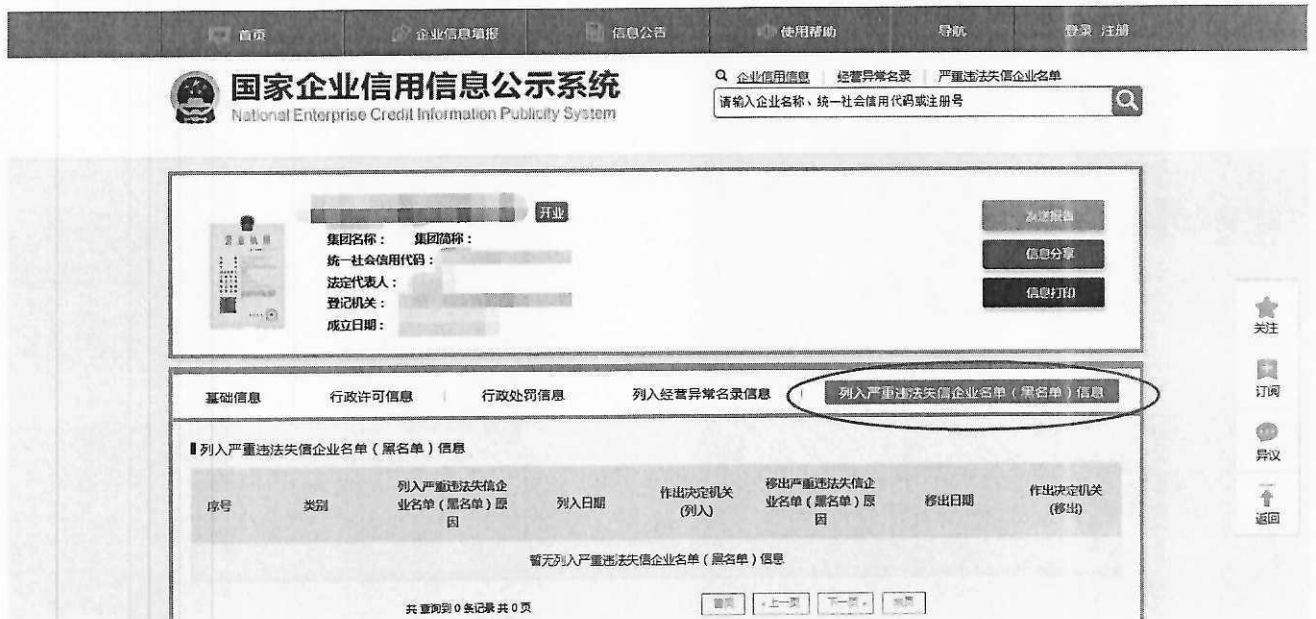 首页 企业信息填报 信息公告 使用帮助 导航 登录 注册
国家企业信用信息公示系统
National Enterprise Credit Information Publicity System
企业信用信息 经营异常名录 严重违法失信企业名单
请输入企业名称、统一社会信用代码或注册号
开业
营业执照
集团名称： 集团简称：
统一社会信用代码：
法定代表人：
登记机关：
成立日期：
发送报告
信息分享
信息打印
关注
订阅
异议
返回
基础信息 行政许可信息 行政处罚信息 列入经营异常名录信息 列入严重违法失信企业名单（黑名单）信息
列入严重违法失信企业名单（黑名单）信息
序号 类别 列入严重违法失信企业名单（黑名单）原因 列入日期 作出决定机关(列入) 移出严重违法失信企业名单（黑名单）原因 移出日期 作出决定机关(移出)
暂无列入严重违法失信企业名单（黑名单）信息
共 查询到 0 条记录 共 0 页
首页 上一页 下一页 末页